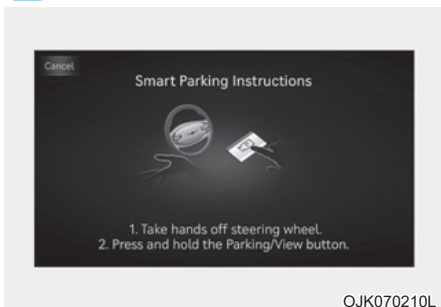 Cancel
Smart Parking Instructions
1. Take hands off steering wheel.
2. Press and hold the Parking/View button.
OJK070210L